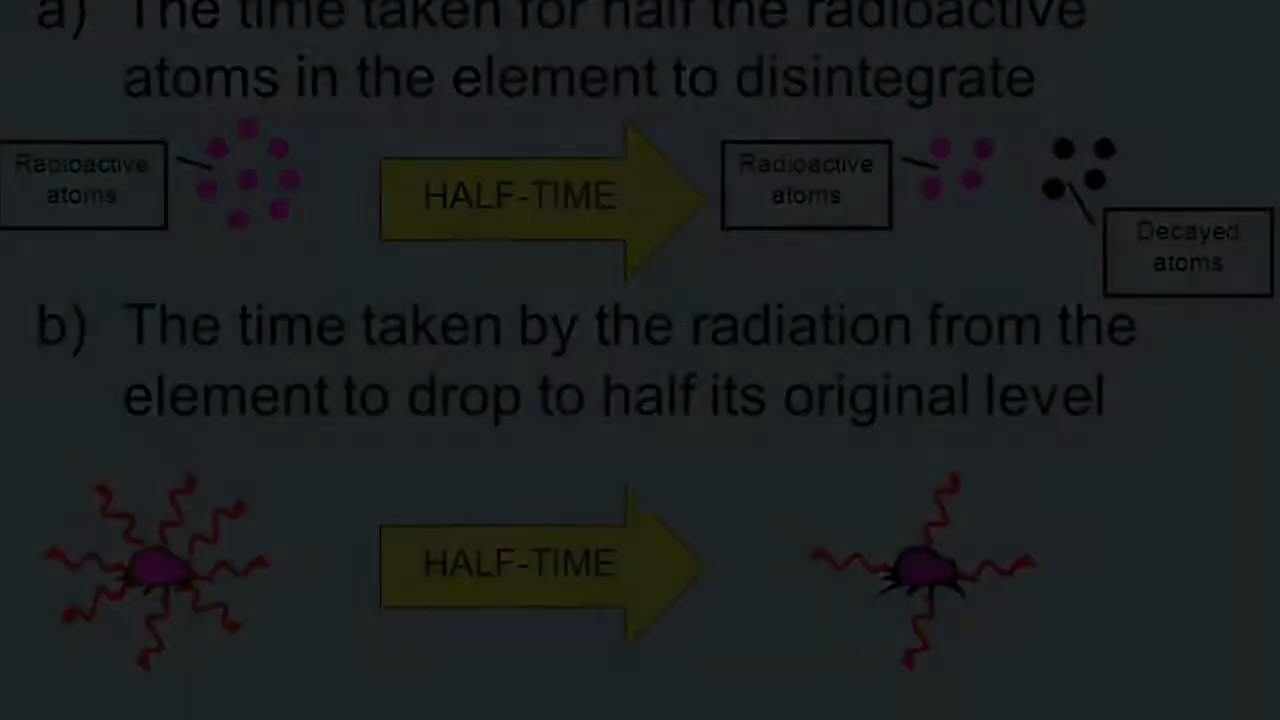 a) The time taken for half the radioactive
atoms in the element to disintegrate
Radioactive
atoms
HALF-TIME
Radioactive
atoms
Decayed
atoms
b) The time taken by the radiation from the
element to drop to half its original level
HALF-TIME